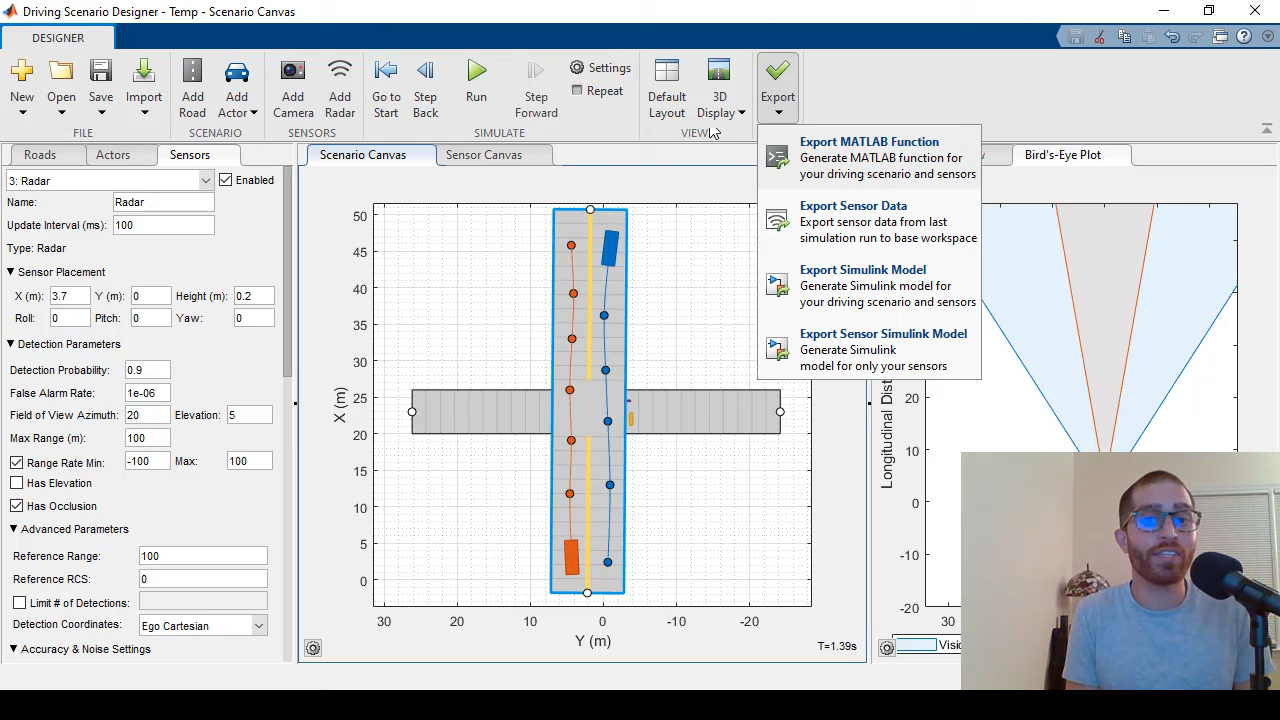 Driving Scenario Designer - Temp - Scenario Canvas
DESIGNER
New
Open
Save
Import
FILE
Add Road
Add Actor
SCENARIO
Add Camera
Add Radar
SENSORS
Go to Start
Step Back
Run
Step Forward
Settings
Repeat
SIMULATE
Default Layout
3D Display
VIEW
Export
Export MATLAB Function
Generate MATLAB function for
your driving scenario and sensors
Export Sensor Data
Export sensor data from last
simulation run to base workspace
Export Simulink Model
Generate Simulink model for
your driving scenario and sensors
Export Sensor Simulink Model
Generate Simulink
model for only your sensors
Roads Actors Sensors
3: Radar Enabled
Name: Radar
Update Interval (ms): 100
Type: Radar
Sensor Placement
X (m): 3.7 Y (m): 0 Height (m): 0.2
Roll: 0 Pitch: 0 Yaw: 0
Detection Parameters
Detection Probability: 0.9
False Alarm Rate: 1e-06
Field of View Azimuth: 20 Elevation: 5
Max Range (m): 100
Range Rate Min: -100 Max: 100
Has Elevation
Has Occlusion
Advanced Parameters
Reference Range: 100
Reference RCS: 0
Limit # of Detections:
Detection Coordinates: Ego Cartesian
Accuracy & Noise Settings
Scenario Canvas Sensor Canvas
50
45
40
35
30
25
20
15
10
5
0
X (m)
30 20 10 0 -10 -20
Y (m)
T=1.39s
Bird's-Eye Plot
20
10
0
-10
-20
Longitudinal Dist
30